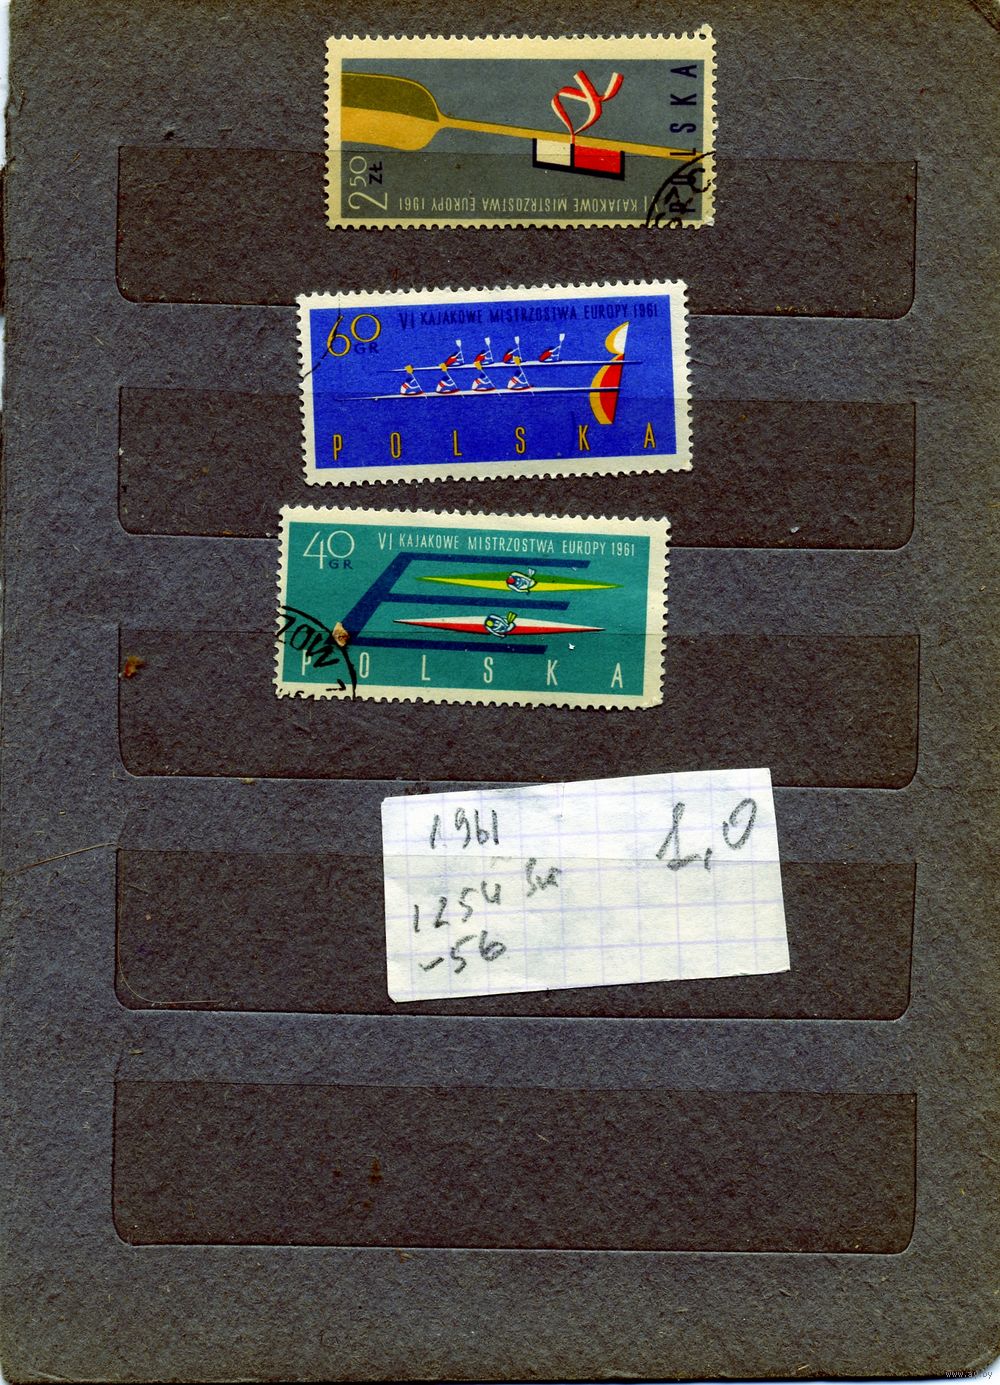 POLSKA
2 50 ZŁ
VI KAJAKOWE MISTRZOSTWA EUROPY 1961
60 GR
VI KAJAKOWE MISTRZOSTWA EUROPY 1961
POLSKA
40 GR
VI KAJAKOWE MISTRZOSTWA EUROPY 1961
POLSKA
1961
1,0
1254
-56